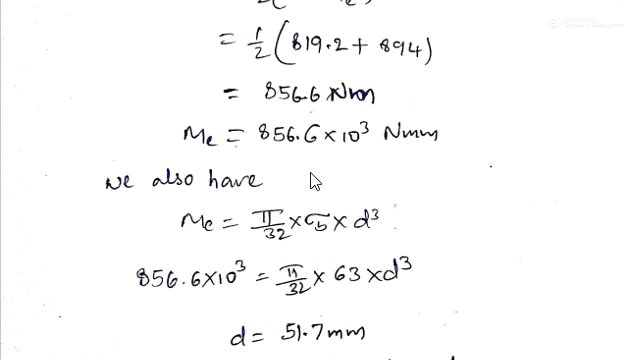 = 1/2 (819.2 + 894)
= 856.6 Nm
Me = 856.6 × 10³ Nmm
we also have
Me = π/32 × σb × d³
856.6×10³ = π/32 × 63 × d³
d = 51.7mm